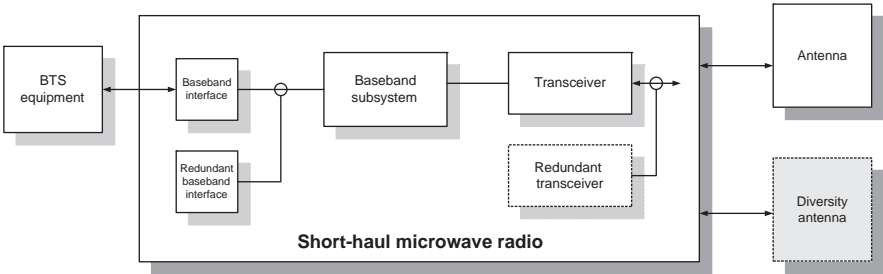 BTS
equipment
Baseband
interface
Redundant
baseband
interface
Baseband
subsystem
Transceiver
Redundant
transceiver
Short-haul microwave radio
Antenna
Diversity
antenna